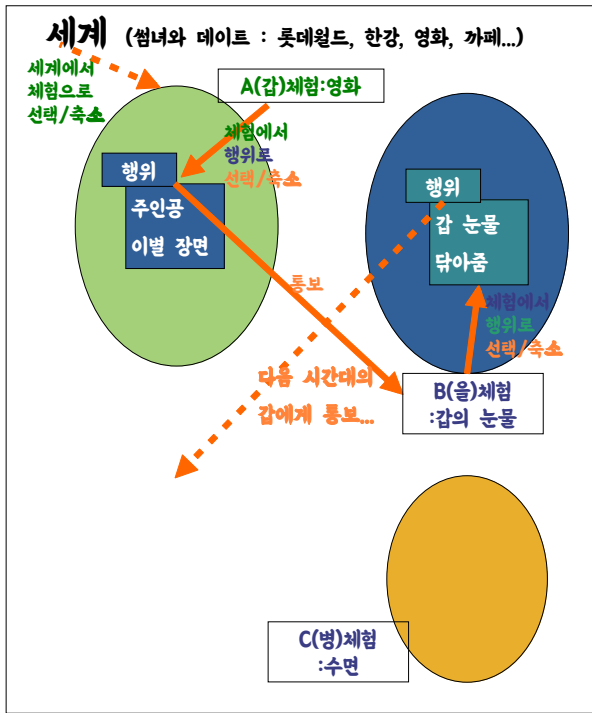 세계 (썸녀와 데이트 : 롯데월드, 한강, 영화, 까페...)
세계에서
체험으로
선택/축소
A(갑)체험:영화
체험에서
행위로
선택/축소
행위
주인공
이별 장면
통보
행위
갑 눈물
닦아줌
체험에서
행위로
선택/축소
다음 시간대의
갑에게 통보...
B(을)체험
:갑의 눈물
C(병)체험
:수면